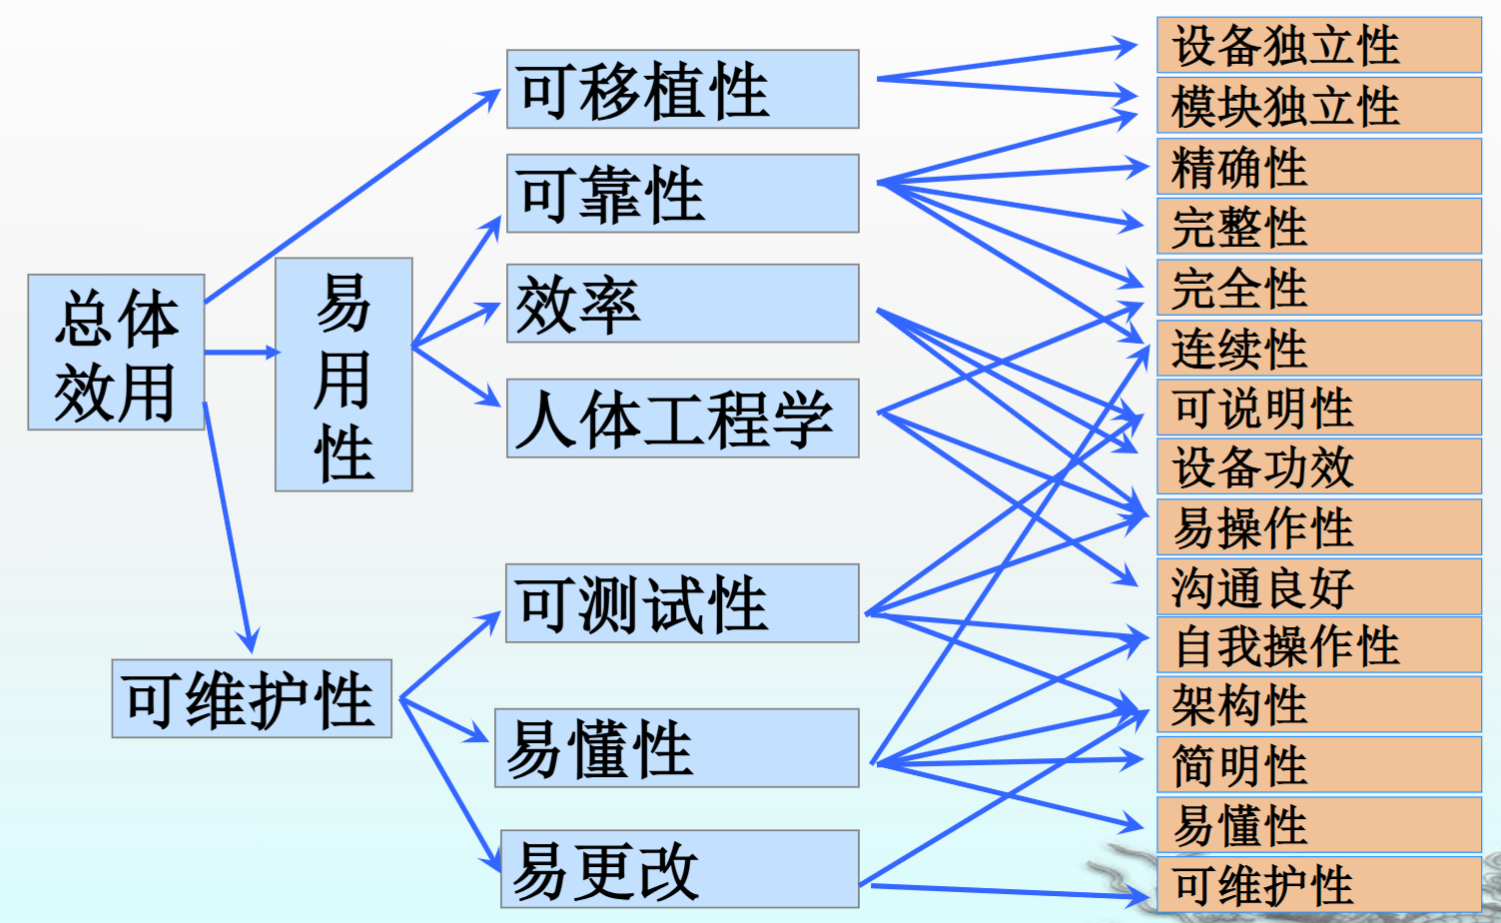 总体
效用
易
用
性
可维护性
可移植性
可靠性
效率
人体工程学
可测试性
易懂性
易更改
设备独立性
模块独立性
精确性
完整性
完全性
连续性
可说明性
设备功效
易操作性
沟通良好
自我操作性
架构性
简明性
易懂性
可维护性